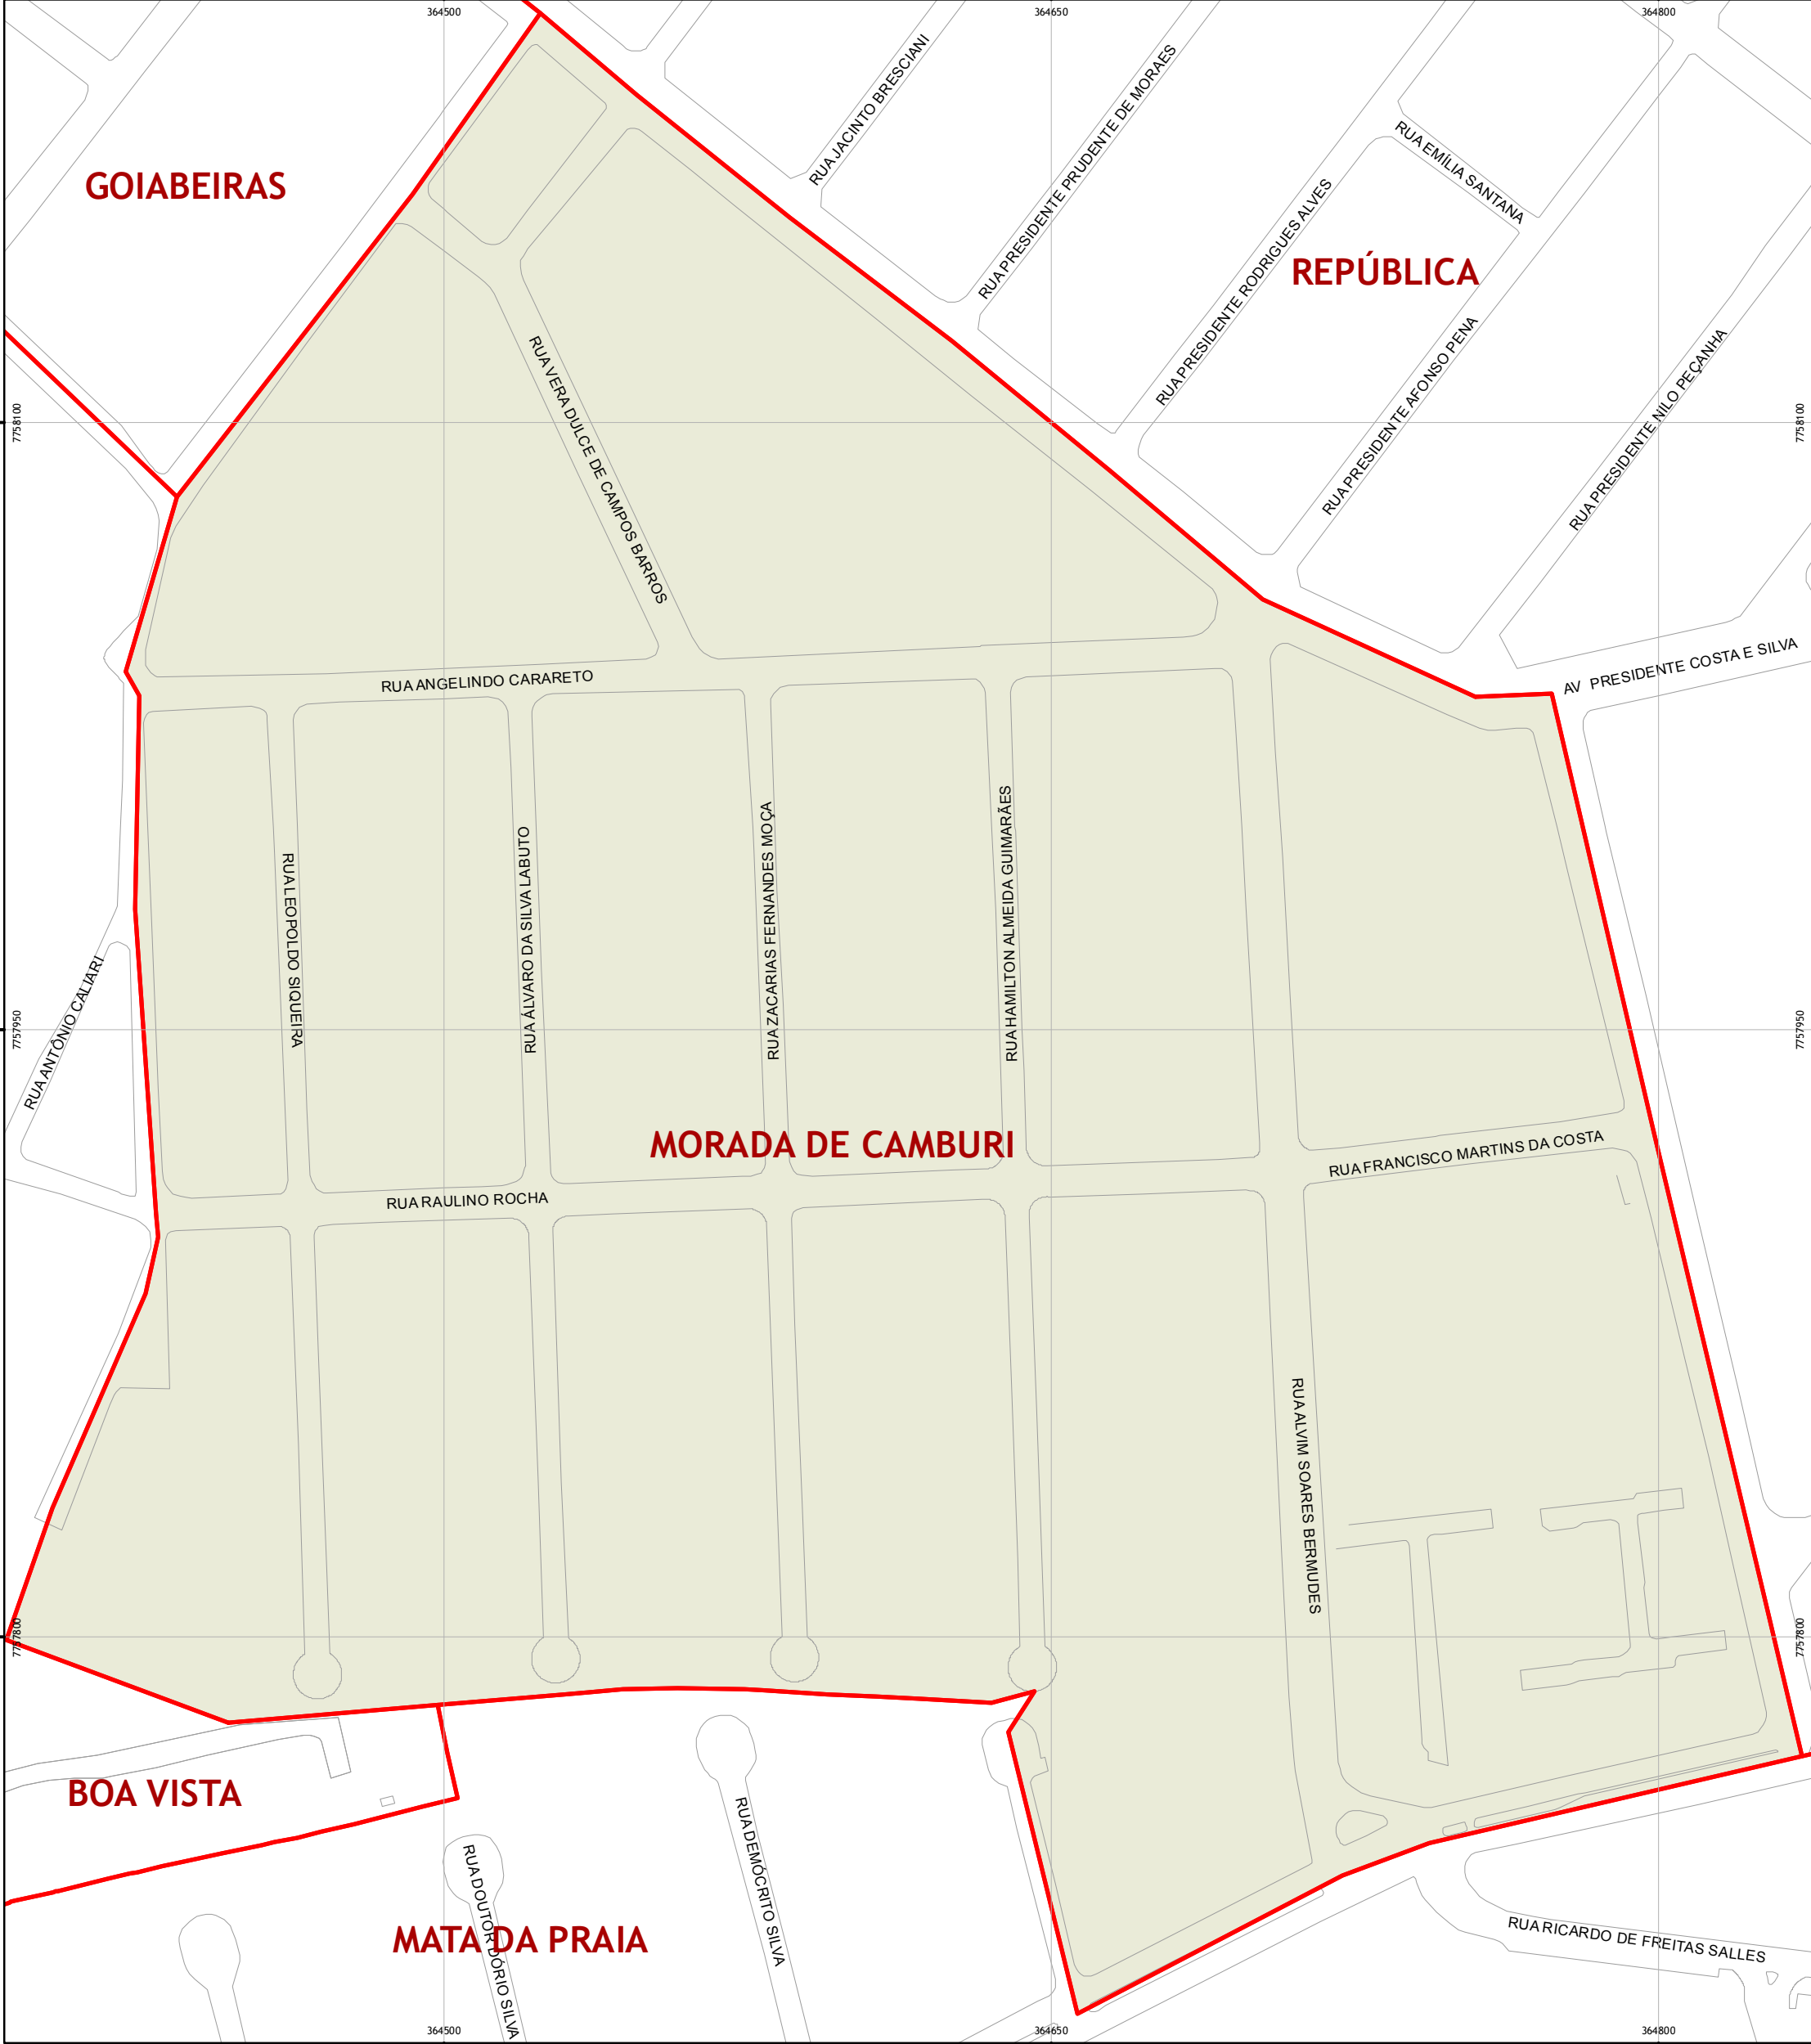 364500
364650
364800
RUA JACINTO BRESCIANI
RUA PRESIDENTE PRUDENTE DE MORAES
RUA EMÍLIA SANTANA
GOIABEIRAS
RUA PRESIDENTE RODRIGUES ALVES
REPÚBLICA
RUA PRESIDENTE AFONSO PENA
RUA PRESIDENTE NILO PEÇANHA
RUA VERA DULCE DE CAMPOS BARROS
7758100
7758100
AV PRESIDENTE COSTA E SILVA
RUA ANGELINDO CARARETO
RUA LEOPOLDO SIQUEIRA
RUA ÁLVARO DA SILVA LABUTO
RUA ZACARIAS FERNANDES MOÇA
RUA HAMILTON ALMEIDA GUIMARÃES
RUA ANTÔNIO CALIARI
7757950
7757950
MORADA DE CAMBURI
RUA FRANCISCO MARTINS DA COSTA
RUA RAULINO ROCHA
RUA ALVIM SOARES BERMUDES
7757800
7757800
BOA VISTA
RUA DEMÓCRITO SILVA
RUA DOUTOR DÓRIO SILVA
MATA DA PRAIA
RUA RICARDO DE FREITAS SALLES
364500
364650
364800